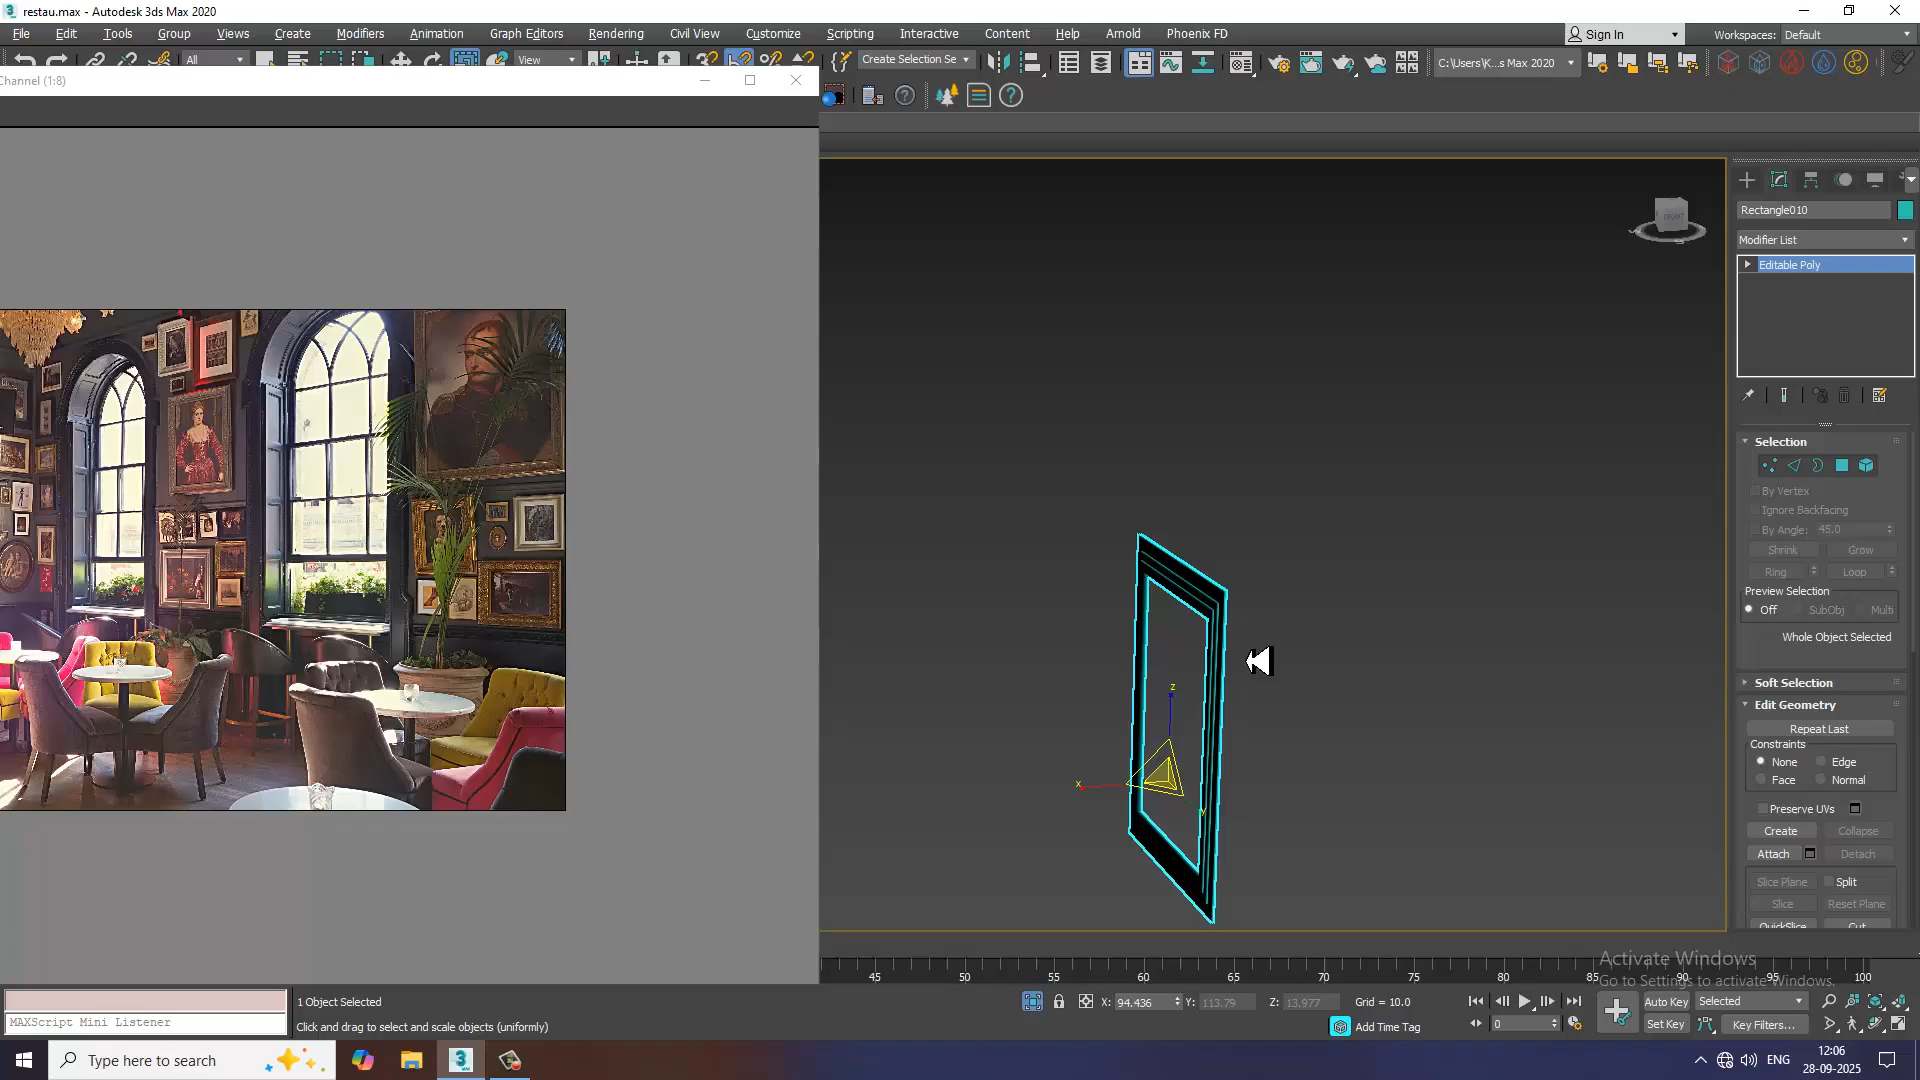 restau.max - Autodesk 3ds Max 2020
File Edit Tools Group Views Create Modifiers Animation Graph Editors Rendering Civil View Customize Scripting Interactive Content Help Arnold Phoenix FD
Sign In
Workspaces: Default
All
View
Create Selection Se
C:\Users\K...s Max 2020
Channel (1:8)
FRONT
Rectangle010
Modifier List
Editable Poly
Selection
By Vertex
Ignore Backfacing
By Angle: 45.0
Shrink Grow
Ring Loop
Preview Selection
Off SubObj Multi
Whole Object Selected
Soft Selection
Edit Geometry
Repeat Last
Constraints
None Edge
Face Normal
Preserve UVs
Create Collapse
Attach Detach
Slice Plane Split
Slice Reset Plane
QuickSlice Cut
z
x
y
Activate Windows
Go to Settings to activate Windows.
45 50 55 60 65 70 75 80 85 90 95 100
1 Object Selected
X: 94.436 Y: 113.79 Z: 13.977 Grid = 10.0
Auto Key Selected
MAXScript Mini Listener
Click and drag to select and scale objects (uniformly)
Add Time Tag
0
Set Key Key Filters...
Type here to search
ENG
12:06
28-09-2025